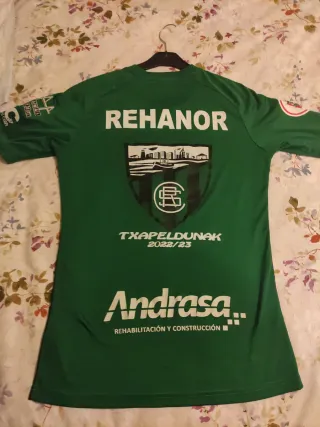 REHANOR
TXAPELDUNAK
2022/23
Andrasa
REHABILITACIÓN Y CONSTRUCCIÓN